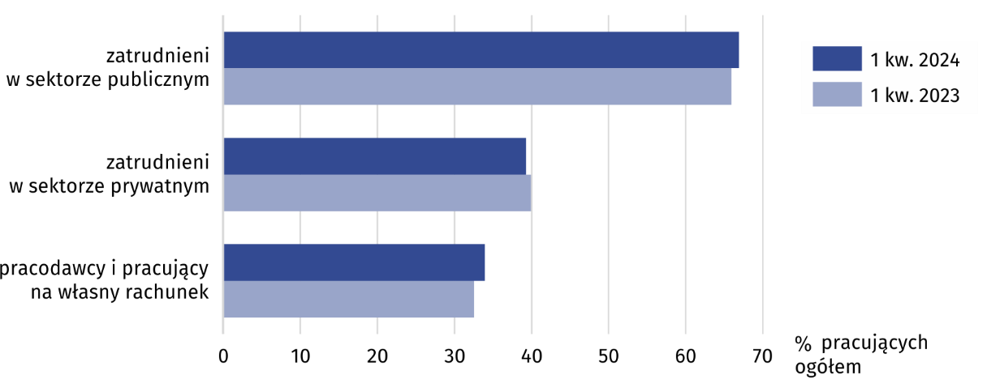 zatrudnieni
w sektorze publicznym
zatrudnieni
w sektorze prywatnym
pracodawcy i pracujący
na własny rachunek
0 10 20 30 40 50 60 70
% pracujących
ogółem
1 kw. 2024
1 kw. 2023